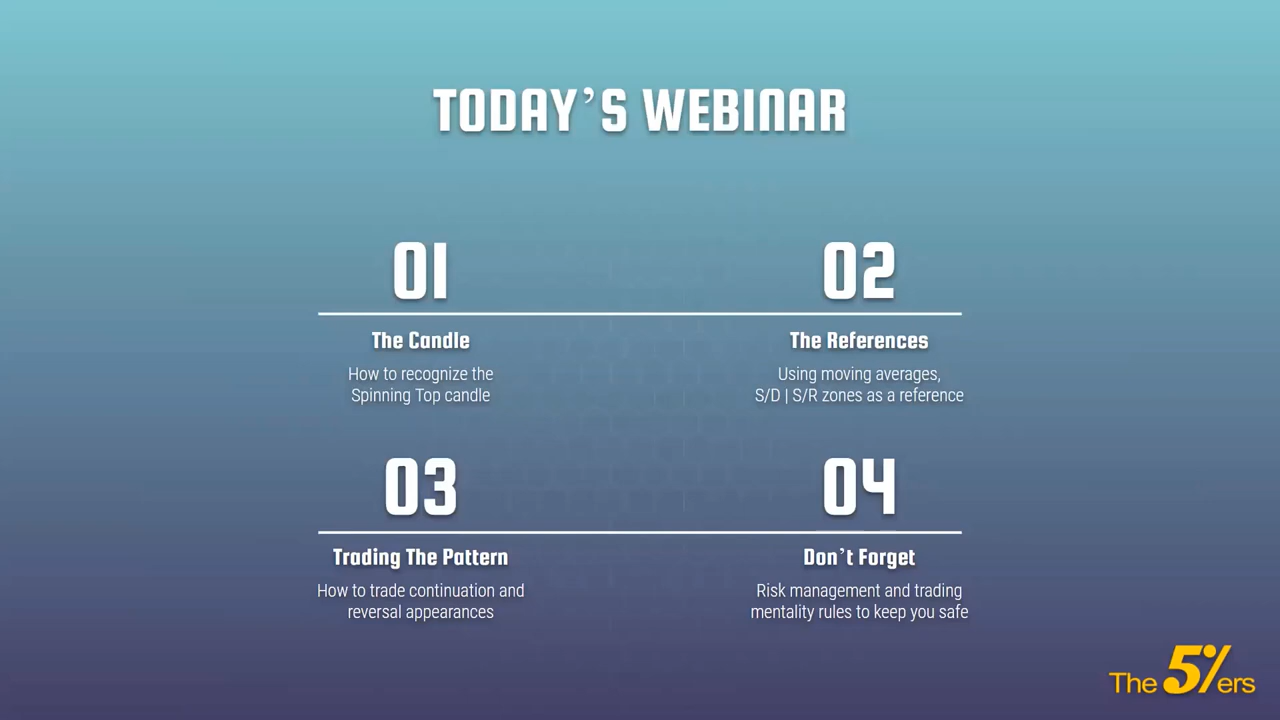 TODAY’S WEBINAR
01
The Candle
How to recognize the
Spinning Top candle
02
The References
Using moving averages,
S/D | S/R zones as a reference
03
Trading The Pattern
How to trade continuation and
reversal appearances
04
Don’t Forget
Risk management and trading
mentality rules to keep you safe
The 5%ers